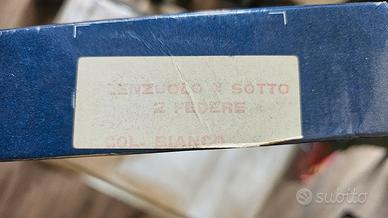 LENZUOLO X SOTTO
2 FEDERE
COL. BIANCO
subito